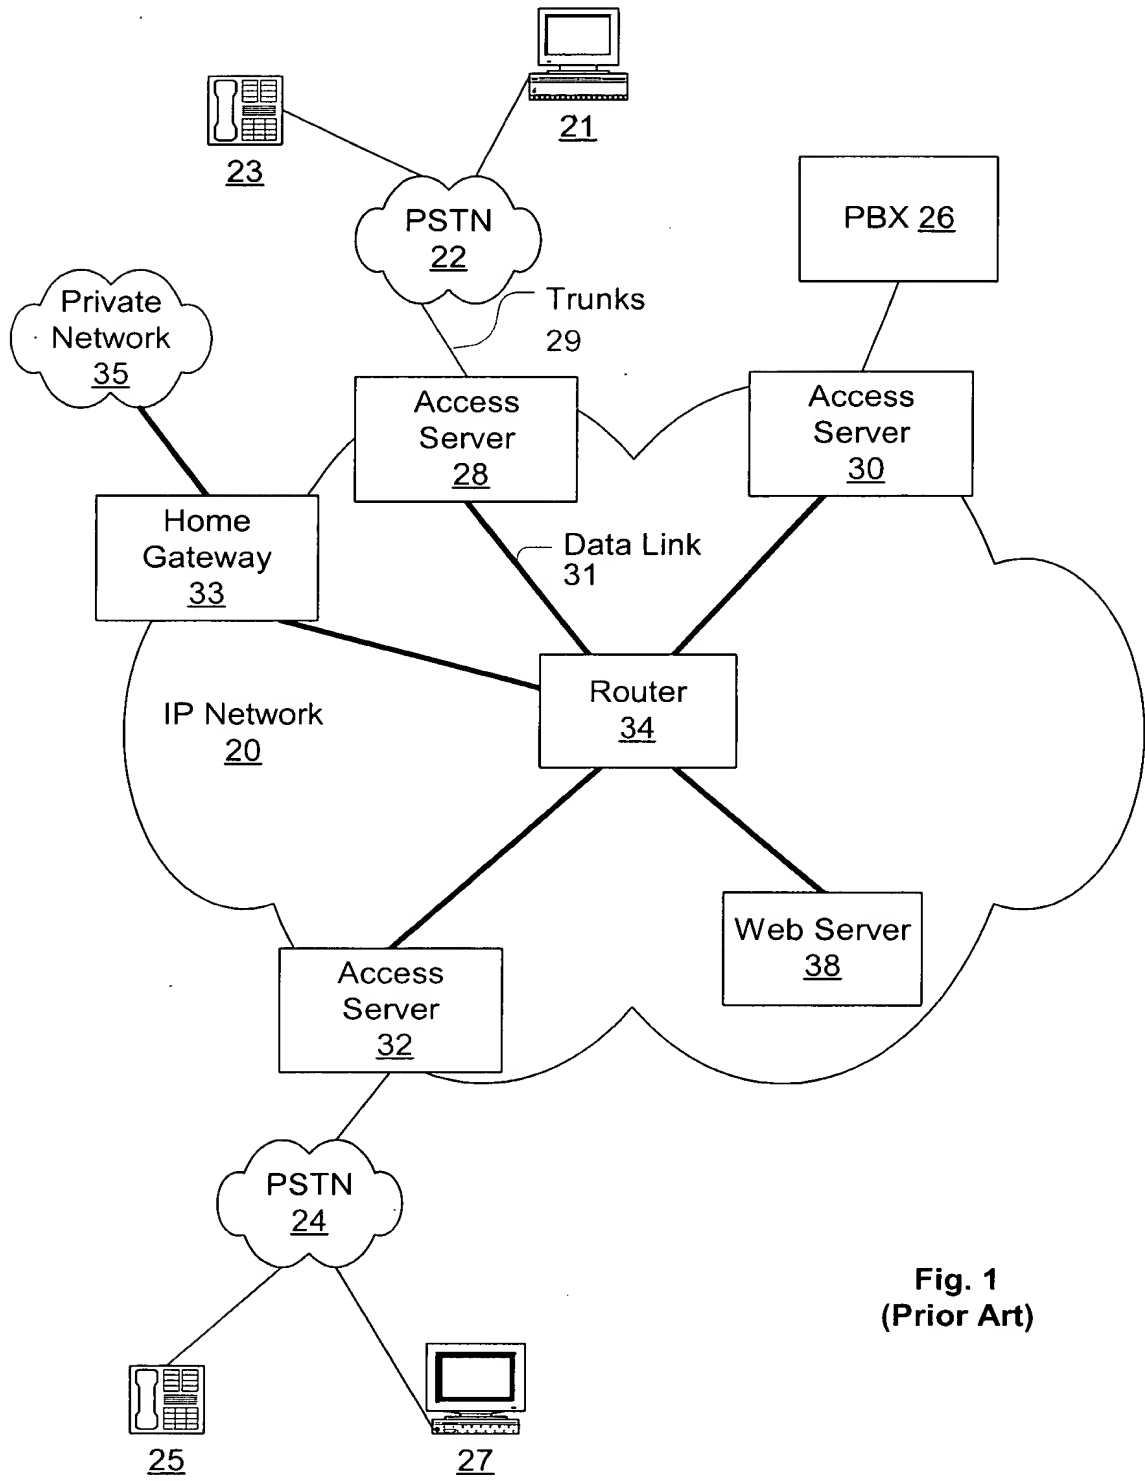 21
23
PSTN
22
PBX 26
Trunks
29
Private
Network
35
Access
Server
28
Access
Server
30
Home
Gateway
33
Data Link
31
Router
34
IP Network
20
Web Server
38
Access
Server
32
PSTN
24
Fig. 1
(Prior Art)
25
27